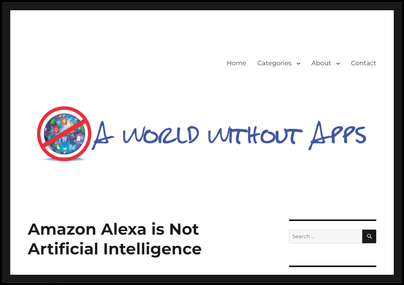 Home Categories About Contact
A WORLD WITHOUT APPS
Amazon Alexa is Not
Artificial Intelligence
Search ...